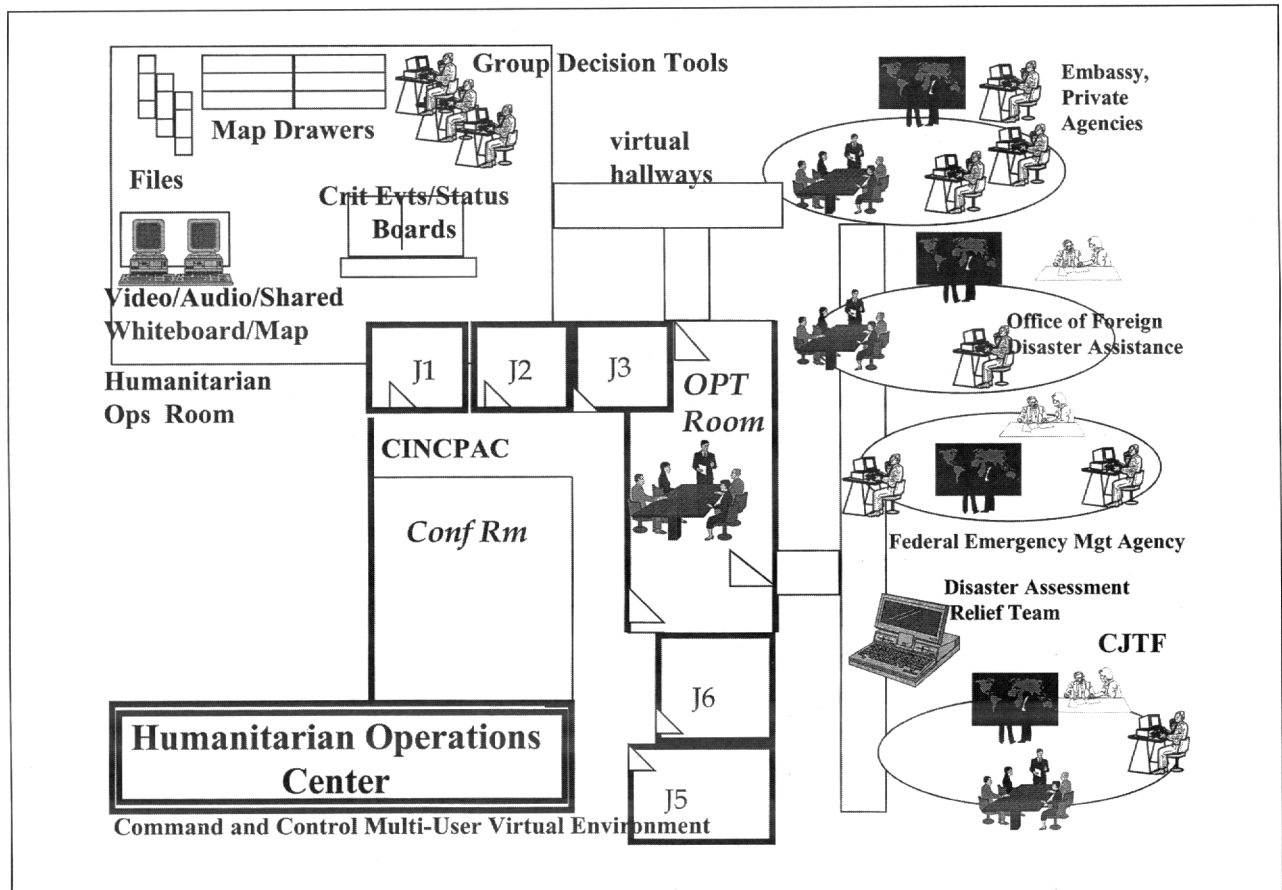 Group Decision Tools
Map Drawers
Files
Crit Evts/Status
Boards
Video/Audio/Shared
Whiteboard/Map
Humanitarian
Ops Room
virtual
hallways
Embassy,
Private
Agencies
Office of Foreign
Disaster Assistance
J1
J2
J3
OPT
Room
CINCPAC
Conf Rm
Federal Emergency Mgt Agency
Disaster Assessment
Relief Team
CJTF
J6
J5
Humanitarian Operations
Center
Command and Control Multi-User Virtual Environment